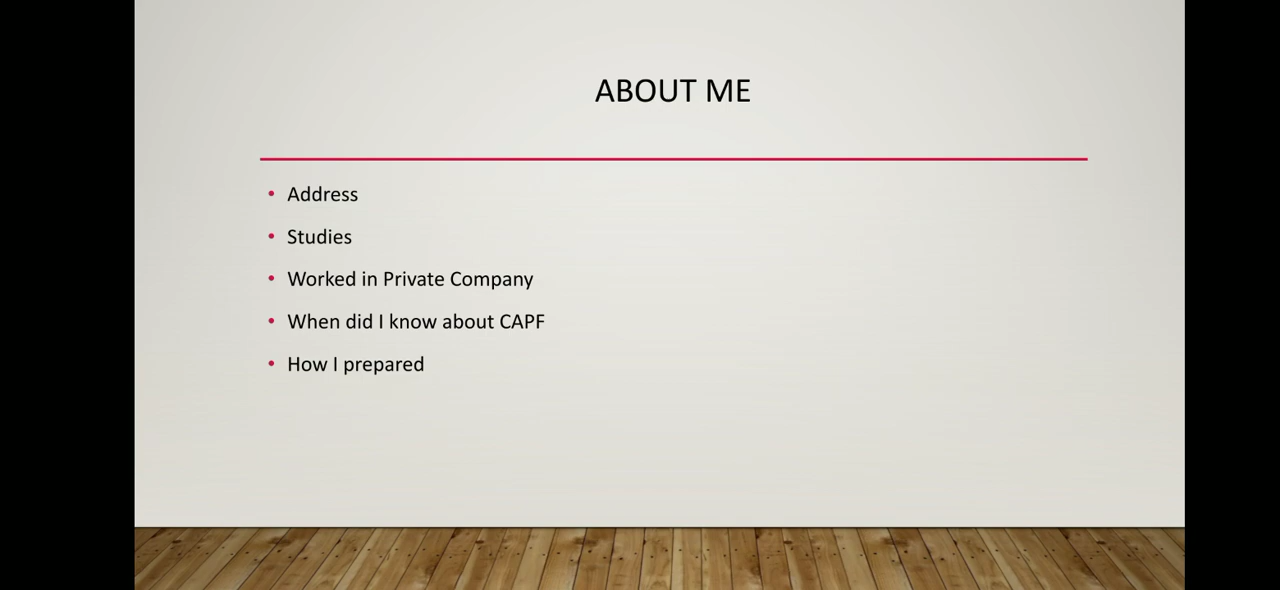 ABOUT ME
• Address
• Studies
• Worked in Private Company
• When did I know about CAPF
• How I prepared